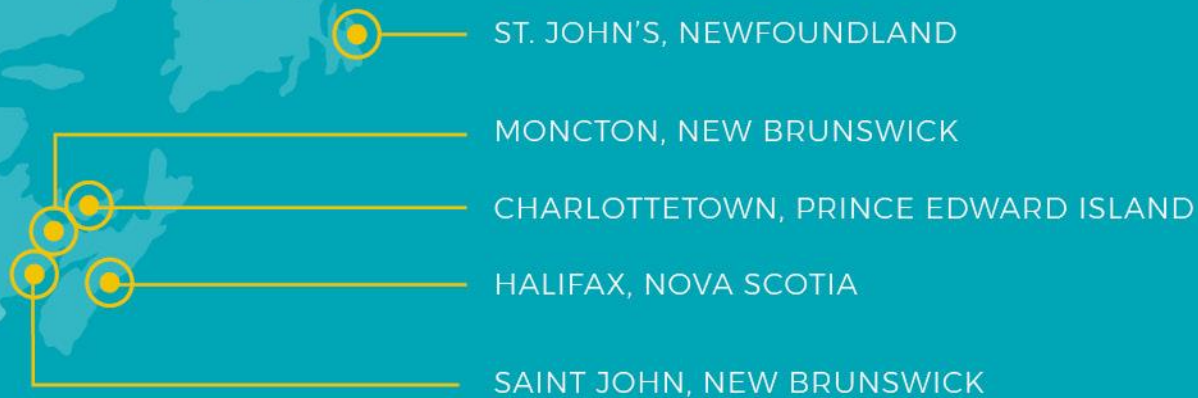 ST. JOHN’S, NEWFOUNDLAND
MONCTON, NEW BRUNSWICK
CHARLOTTETOWN, PRINCE EDWARD ISLAND
HALIFAX, NOVA SCOTIA
SAINT JOHN, NEW BRUNSWICK